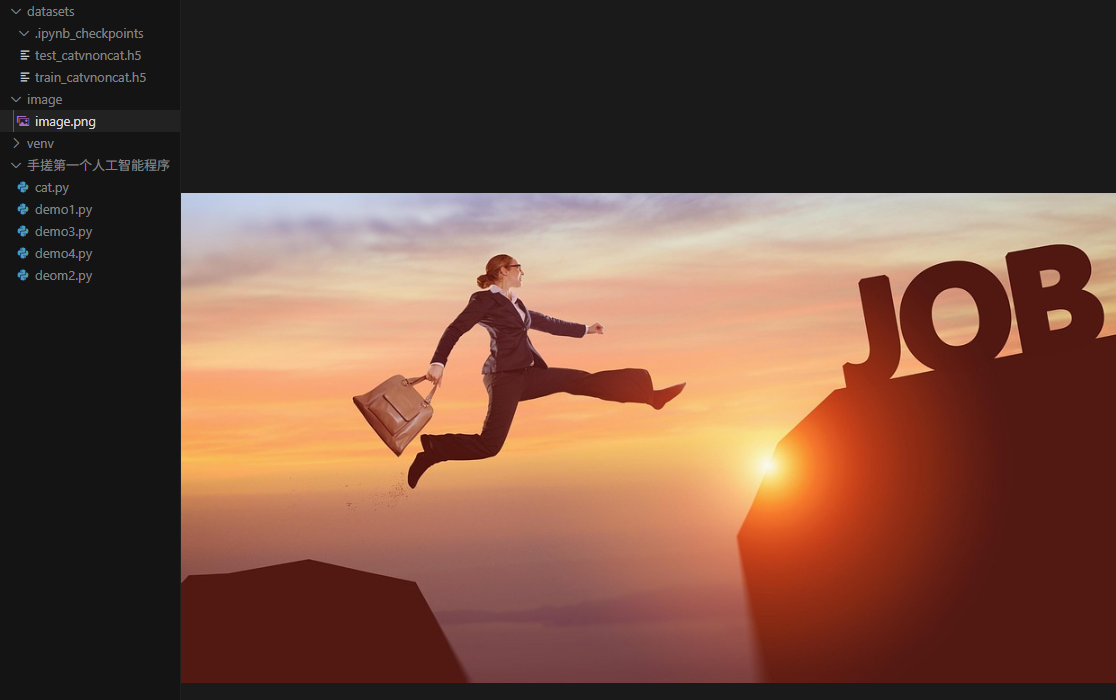 datasets
.ipynb_checkpoints
test_catvnoncat.h5
train_catvnoncat.h5
image
image.png
venv
手搓第一个人工智能程序
cat.py
demo1.py
demo3.py
demo4.py
deom2.py
JOB